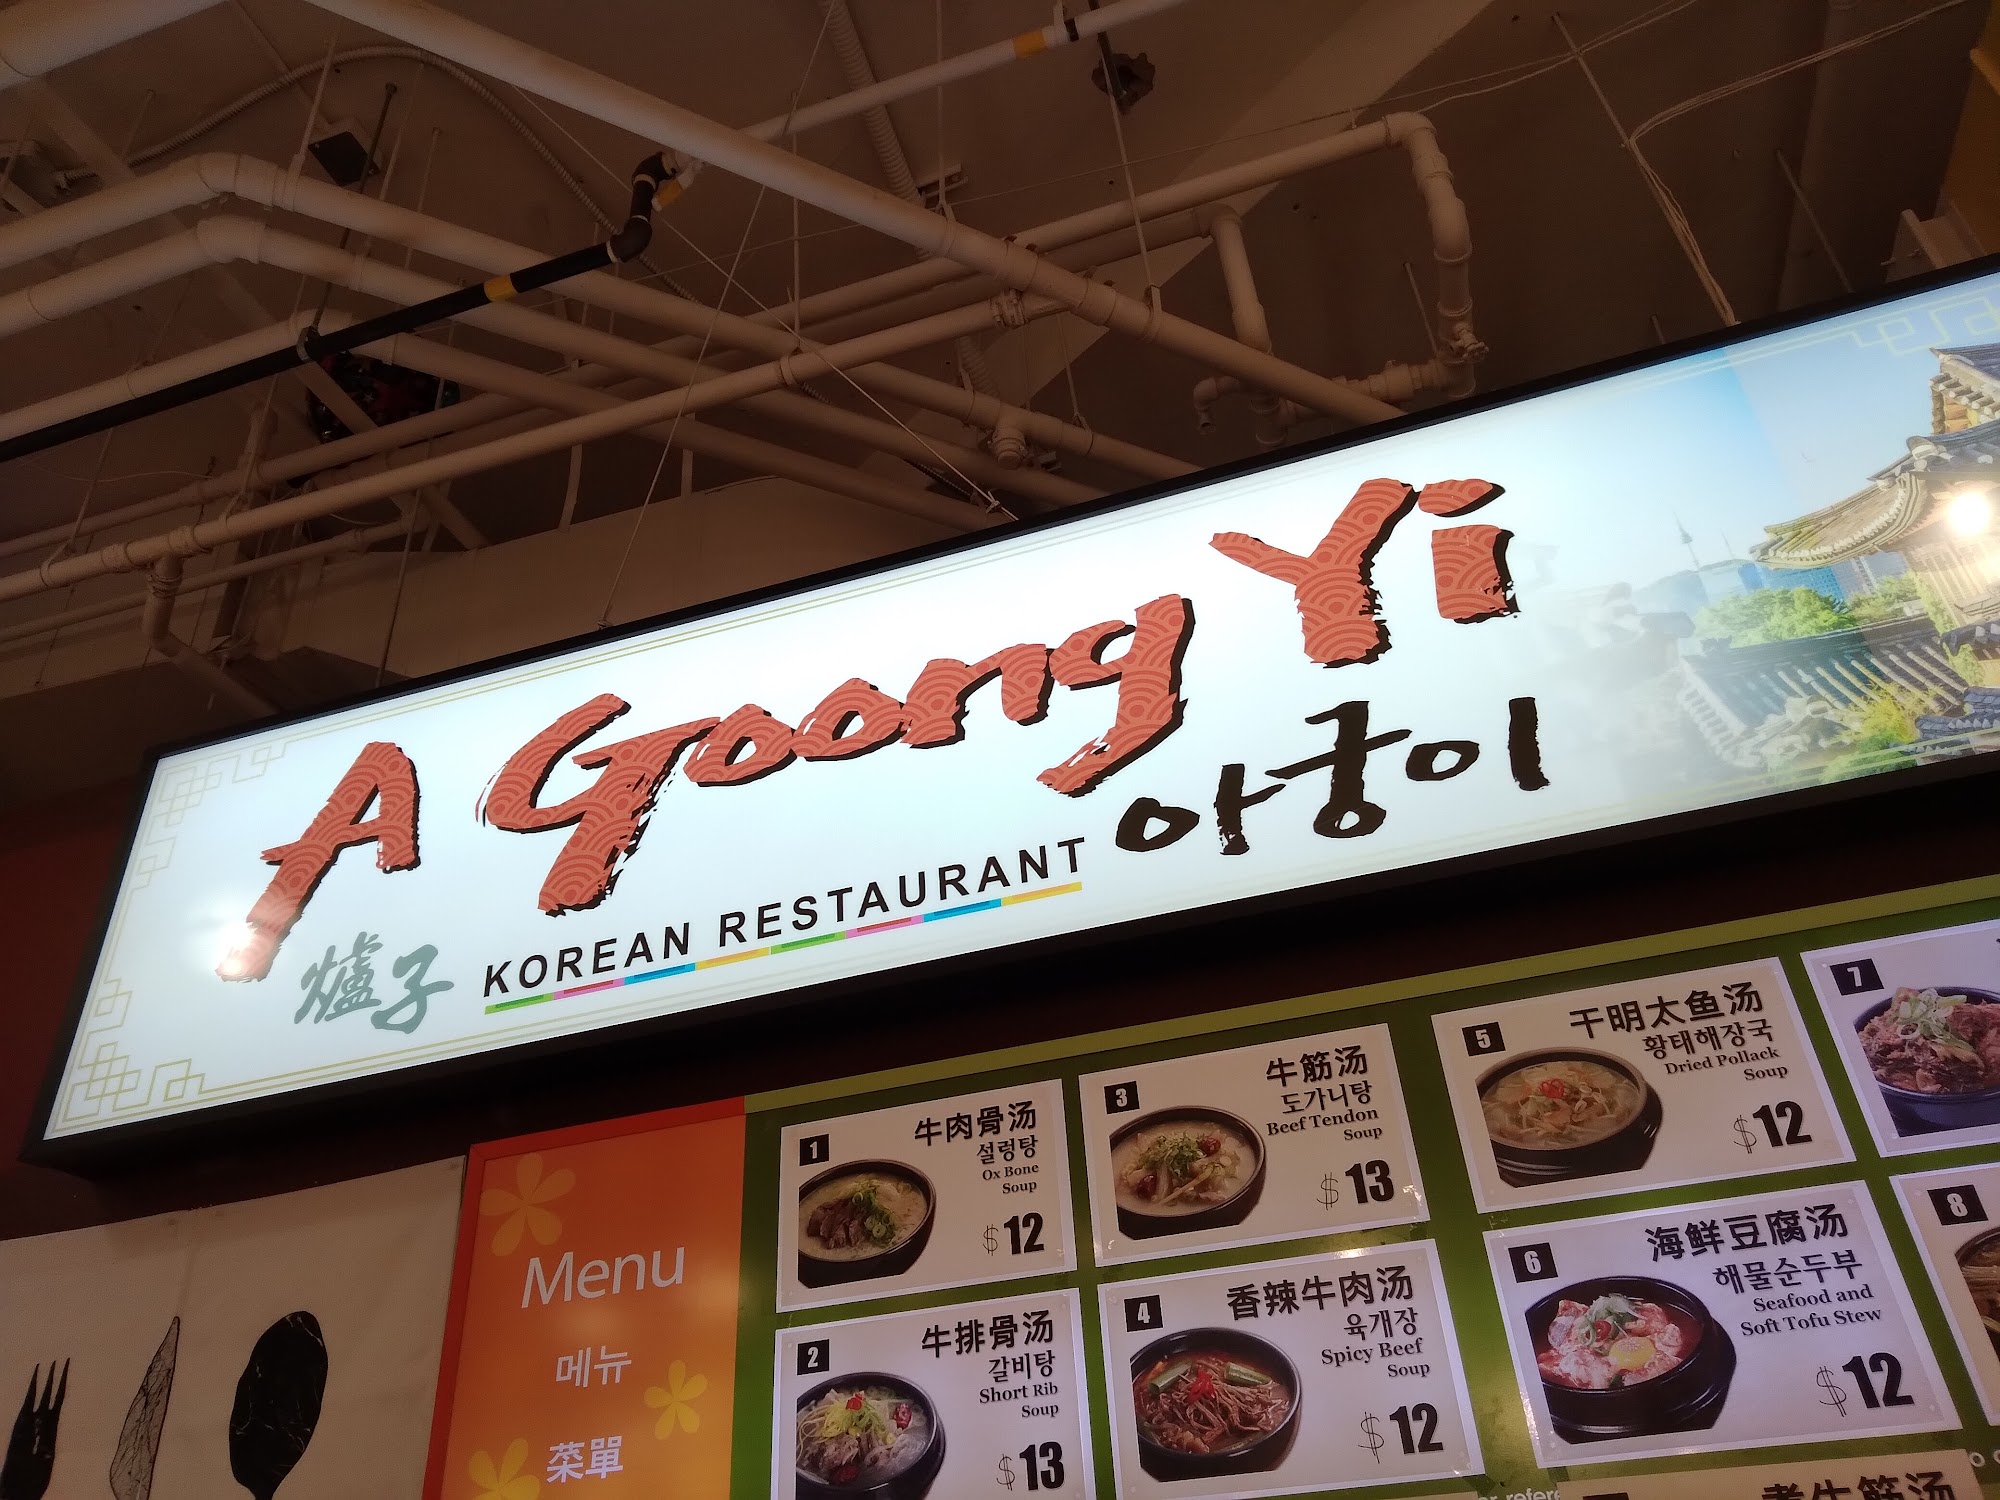 A Goong Yi
아궁이
爐子
KOREAN RESTAURANT
Menu
메뉴
菜單
1
牛肉骨汤
설렁탕
Ox Bone
Soup
$12
2
牛排骨汤
갈비탕
Short Rib
Soup
$13
3
牛筋汤
도가니탕
Beef Tendon
Soup
$13
4
香辣牛肉汤
육개장
Spicy Beef
Soup
$12
5
干明太鱼汤
황태해장국
Dried Pollack
Soup
$12
6
海鲜豆腐汤
해물순두부
Seafood and
Soft Tofu Stew
$12
7
8
牛筋汤